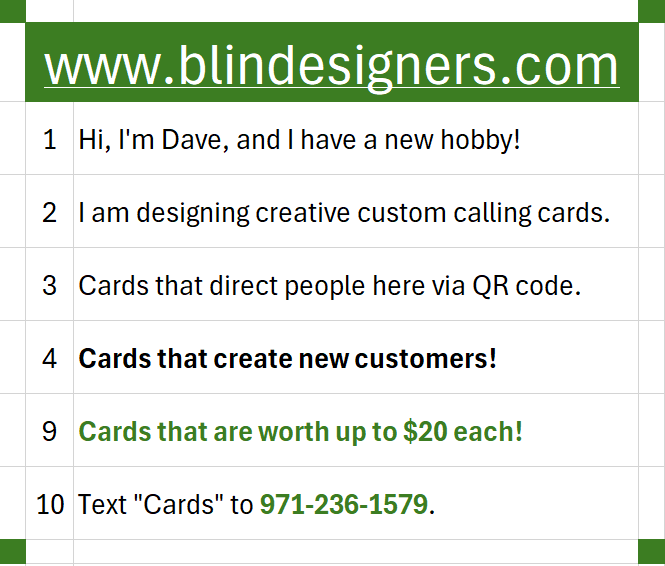 www.blindesigners.com
1 Hi, I'm Dave, and I have a new hobby!
2 I am designing creative custom calling cards.
3 Cards that direct people here via QR code.
4 Cards that create new customers!
9 Cards that are worth up to $20 each!
10 Text "Cards" to 971-236-1579.